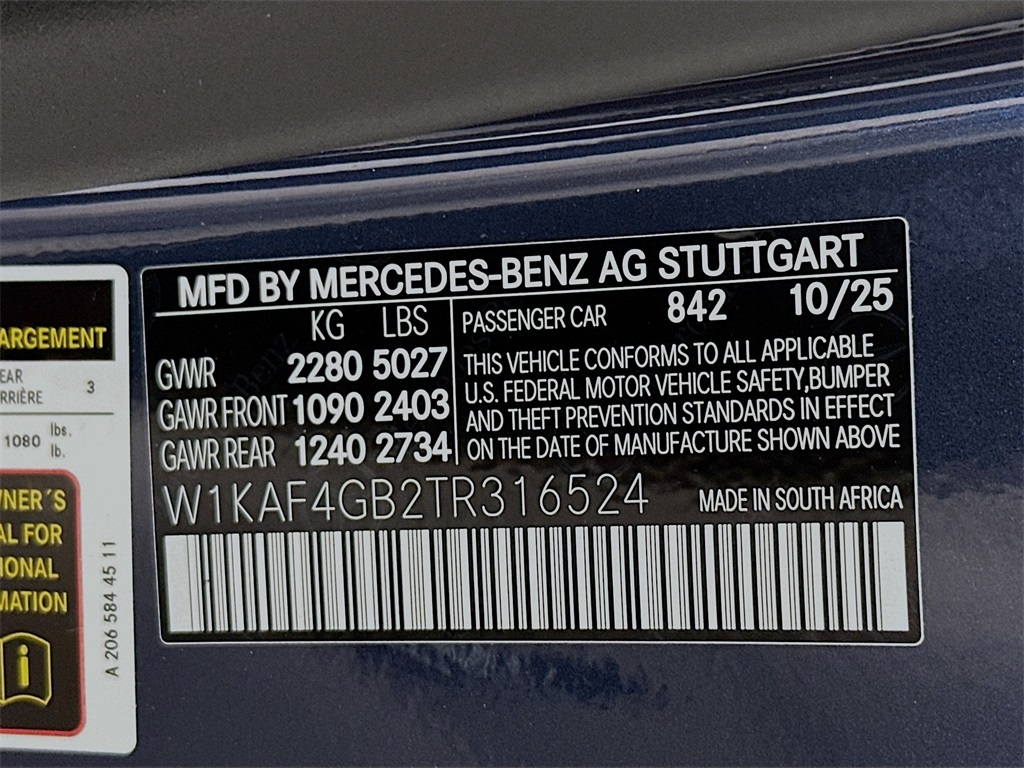 MFD BY MERCEDES-BENZ AG STUTTGART
KG LBS
GVWR 2280 5027
GAWR FRONT 1090 2403
GAWR REAR 1240 2734
PASSENGER CAR 842 10/25
THIS VEHICLE CONFORMS TO ALL APPLICABLE
U.S. FEDERAL MOTOR VEHICLE SAFETY,BUMPER
AND THEFT PREVENTION STANDARDS IN EFFECT
ON THE DATE OF MANUFACTURE SHOWN ABOVE
W1KAF4GB2TR316524 MADE IN SOUTH AFRICA
ARGEMENT
EAR
RRIÈRE 3
1080 lbs.
lb.
WNER´S
AL FOR
IONAL
MATION
A 206 584 45 11